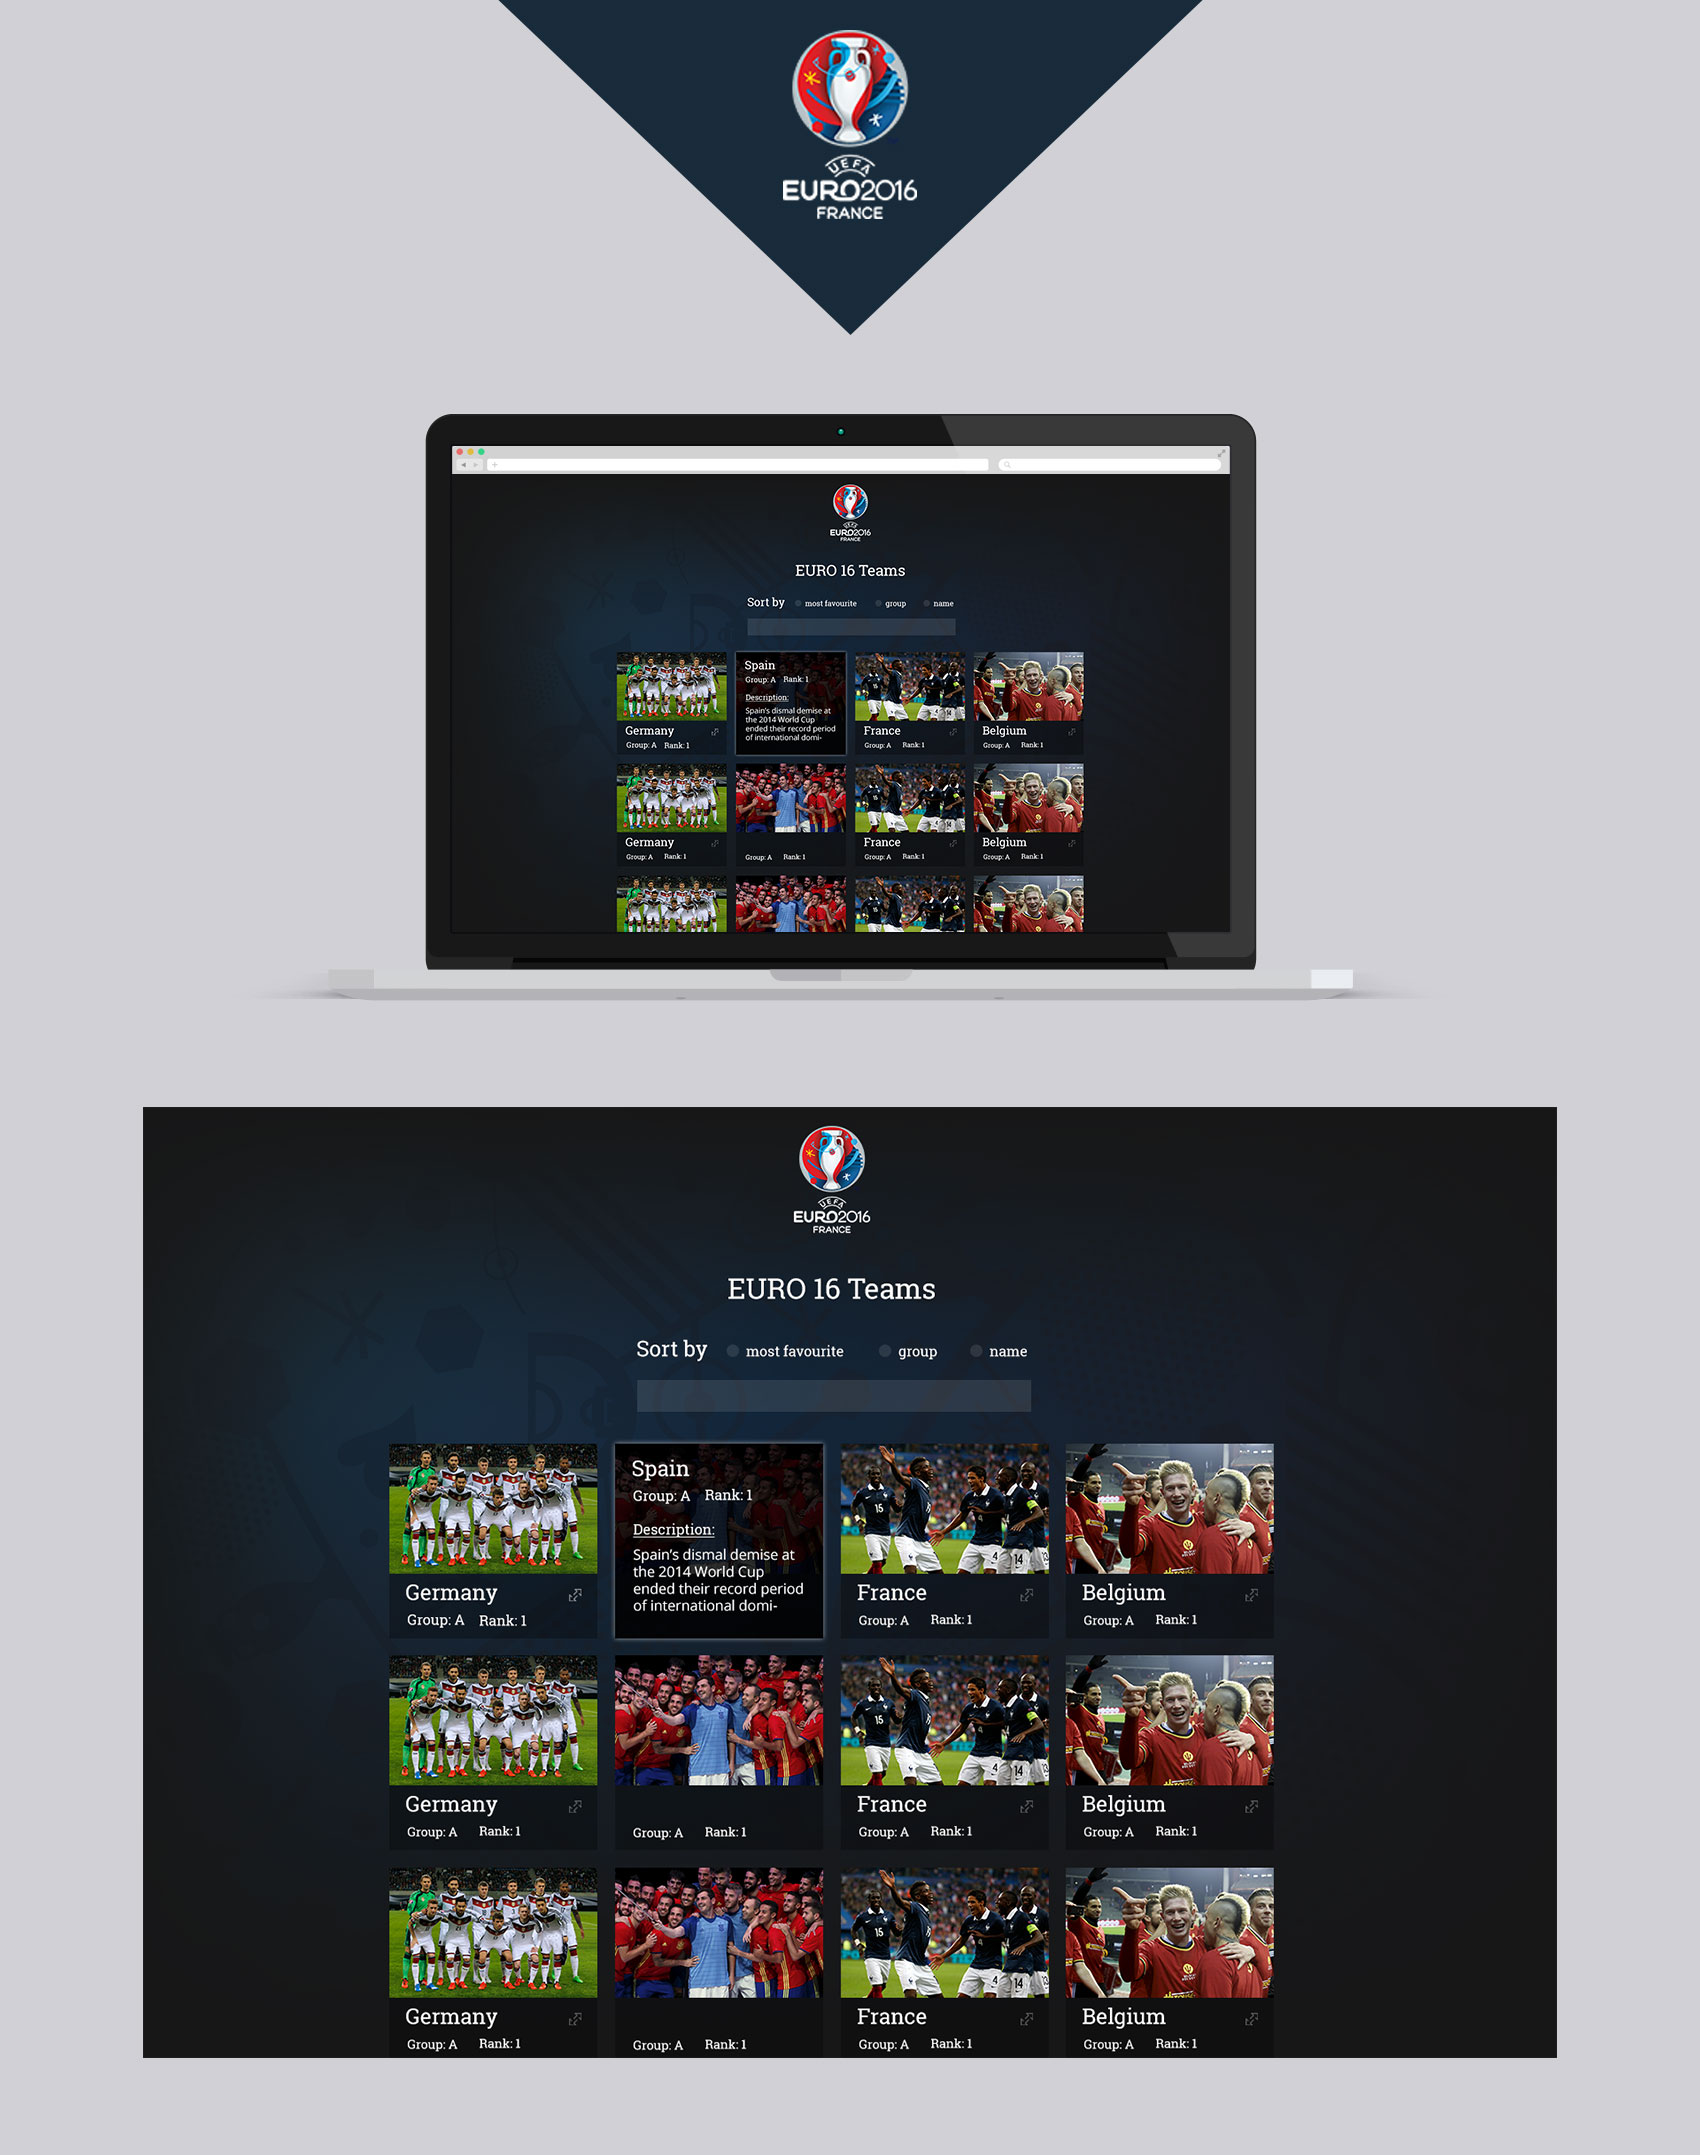 UEFA
EURO2016
FRANCE
UEFA
EURO2016
FRANCE
EURO 16 Teams
Sort by most favourite group name
Spain
Group: A Rank: 1
Description:
Spain's dismal demise at
the 2014 World Cup
ended their record period
of international domi-
Germany
Group: A Rank: 1
France
Group: A Rank: 1
Belgium
Group: A Rank: 1
Germany
Group: A Rank: 1
Group: A Rank: 1
France
Group: A Rank: 1
Belgium
Group: A Rank: 1
UEFA
EURO2016
FRANCE
EURO 16 Teams
Sort by most favourite group name
Spain
Group: A Rank: 1
Description:
Spain's dismal demise at
the 2014 World Cup
ended their record period
of international domi-
Germany
Group: A Rank: 1
France
Group: A Rank: 1
Belgium
Group: A Rank: 1
Germany
Group: A Rank: 1
Group: A Rank: 1
France
Group: A Rank: 1
Belgium
Group: A Rank: 1
Germany
Group: A Rank: 1
Group: A Rank: 1
France
Group: A Rank: 1
Belgium
Group: A Rank: 1